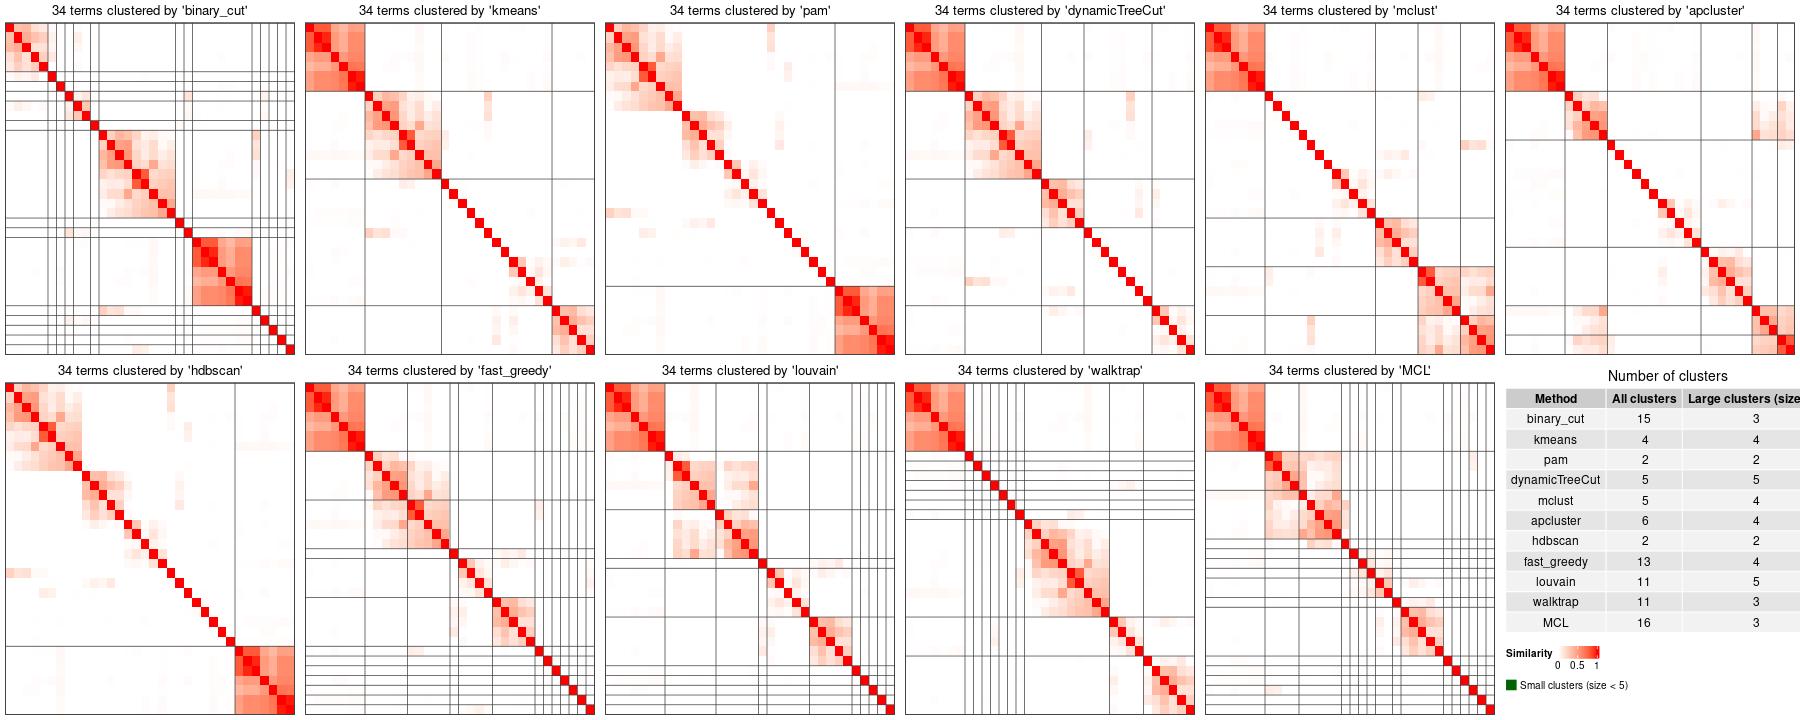 34 terms clustered by 'binary_cut'
34 terms clustered by 'kmeans'
34 terms clustered by 'pam'
34 terms clustered by 'dynamicTreeCut'
34 terms clustered by 'mclust'
34 terms clustered by 'apcluster'
34 terms clustered by 'hdbscan'
34 terms clustered by 'fast_greedy'
34 terms clustered by 'louvain'
34 terms clustered by 'walktrap'
34 terms clustered by 'MCL'
Number of clusters
Method All clusters Large clusters (size
binary_cut 15 3
kmeans 4 4
pam 2 2
dynamicTreeCut 5 5
mclust 5 4
apcluster 6 4
hdbscan 2 2
fast_greedy 13 4
louvain 11 5
walktrap 11 3
MCL 16 3
Similarity
0 0.5 1
Small clusters (size < 5)